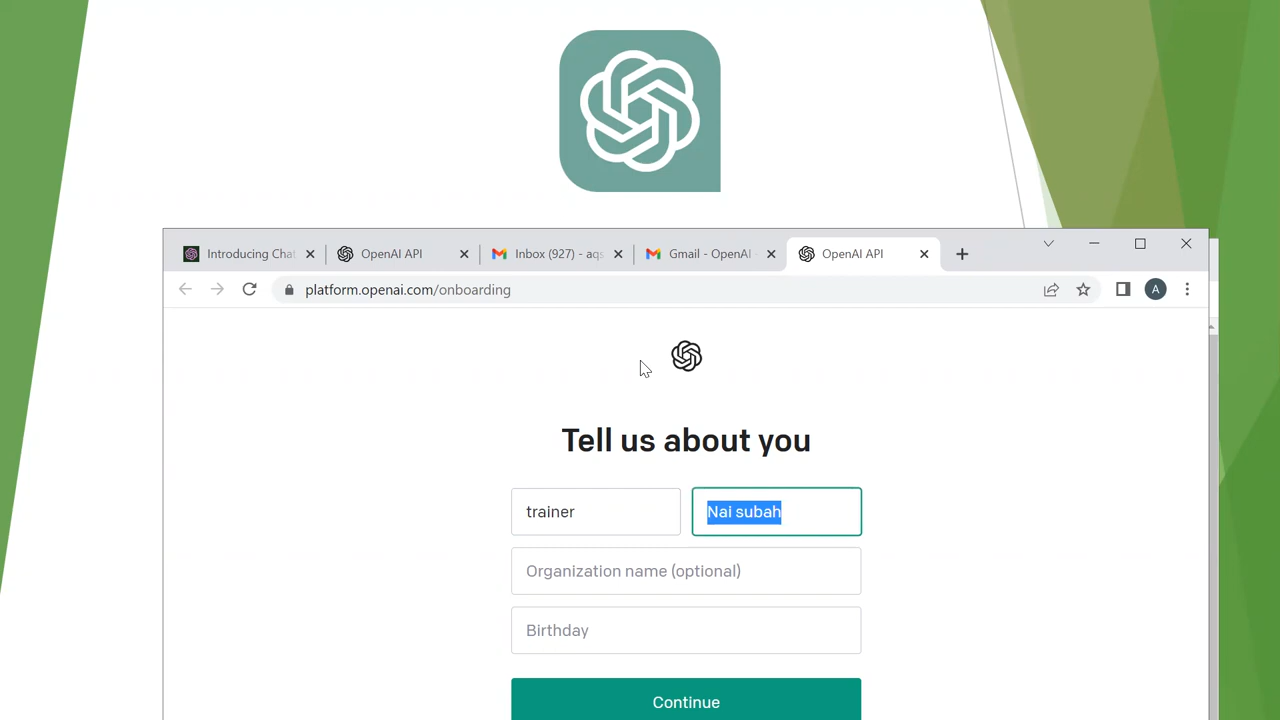 Introducing Chat
OpenAI API
Inbox (927) - aqs
Gmail - OpenAI -
OpenAI API
platform.openai.com/onboarding
A
Tell us about you
trainer
Nai subah
Organization name (optional)
Birthday
Continue